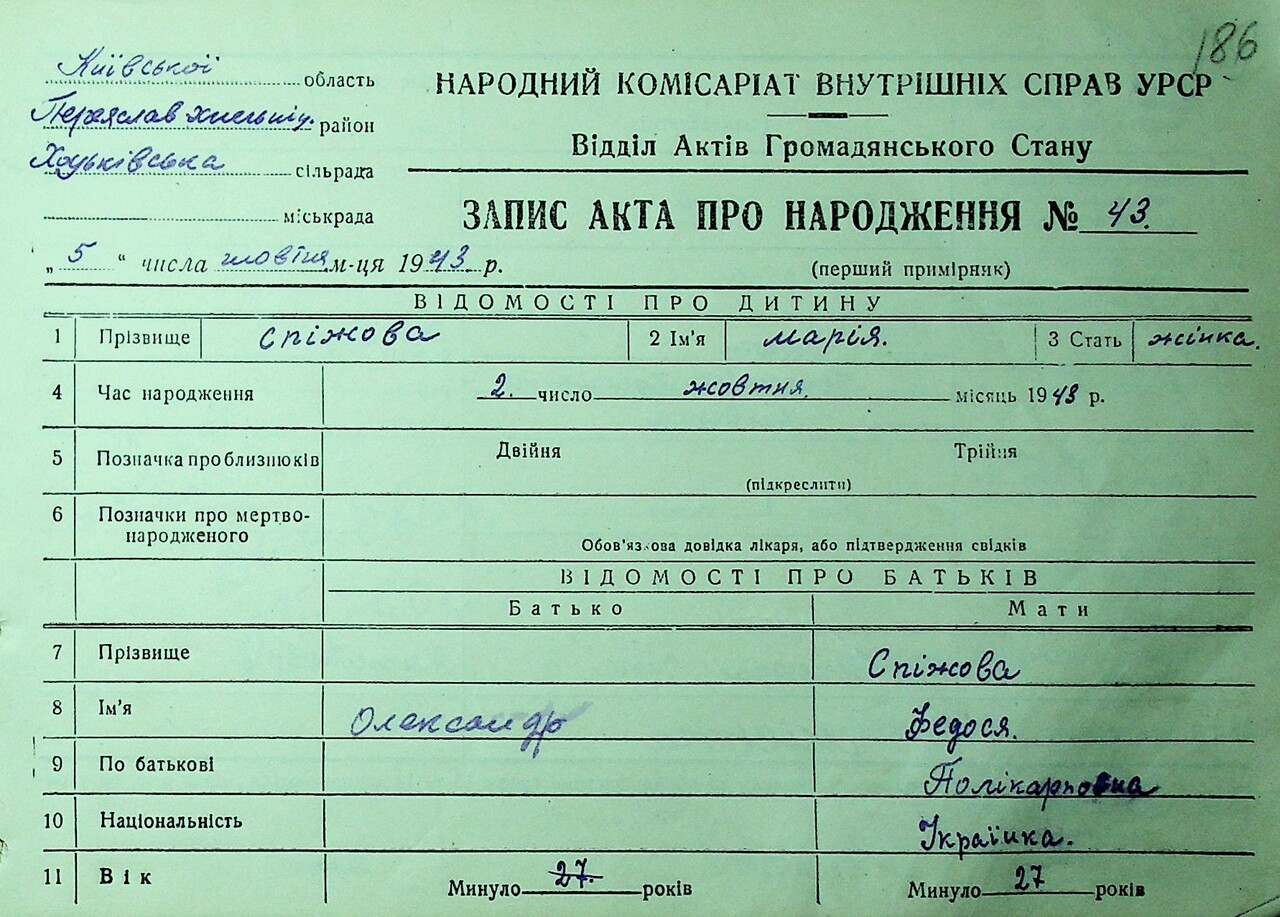 186
Київської область
Переяслав Хмельниц. район
Хоцьківська сільрада
міськрада
НАРОДНИЙ КОМІСАРІАТ ВНУТРІШНІХ СПРАВ УРСР
Відділ Актів Громадянського Стану
ЗАПИС АКТА ПРО НАРОДЖЕННЯ № 43.
„5“ числа жовтня м-ця 1943 р.
(перший примірник)
ВІДОМОСТІ ПРО ДИТИНУ
1 Прізвище Спіжова 2 Ім'я Марія. 3 Стать жінка.
4 Час народження 2. число жовтня. місяць 1943 р.
5 Позначка про близнюків Двійня Трійня
(підкреслити)
6 Позначки про мертво-
народженого
Обов'язкова довідка лікаря, або підтвердження свідків
ВІДОМОСТІ ПРО БАТЬКІВ
Батько Мати
7 Прізвище Спіжова
8 Ім'я Олександр Федося.
9 По батькові Полікарповна
10 Національність Українка.
11 Вік Минуло 27. років Минуло 27 років